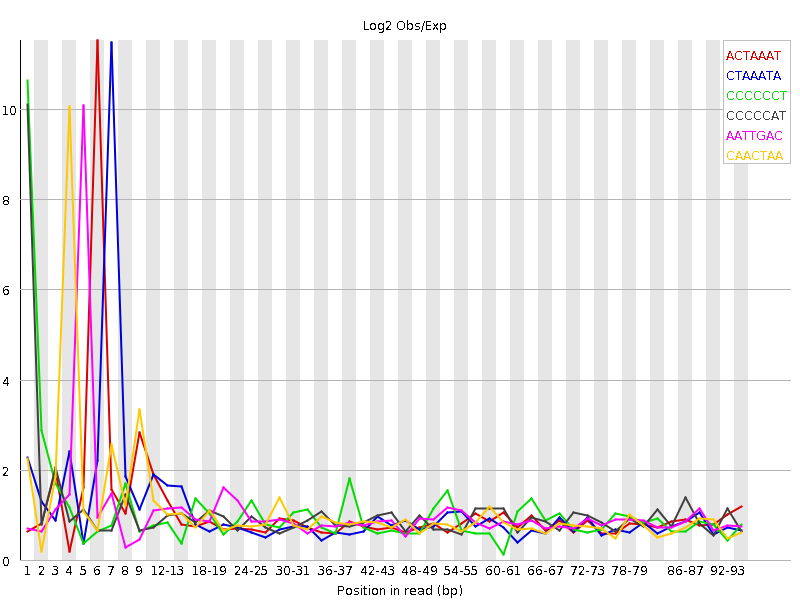 Log2 Obs/Exp
ACTAAAT
CTAAATA
CCCCCCT
CCCCCAT
AATTGAC
CAACTAA
10
8
6
4
2
0
1 2 3 4 5 6 7 8 9 12-13 18-19 24-25 30-31 36-37 42-43 48-49 54-55 60-61 66-67 72-73 78-79 86-87 92-93
Position in read (bp)